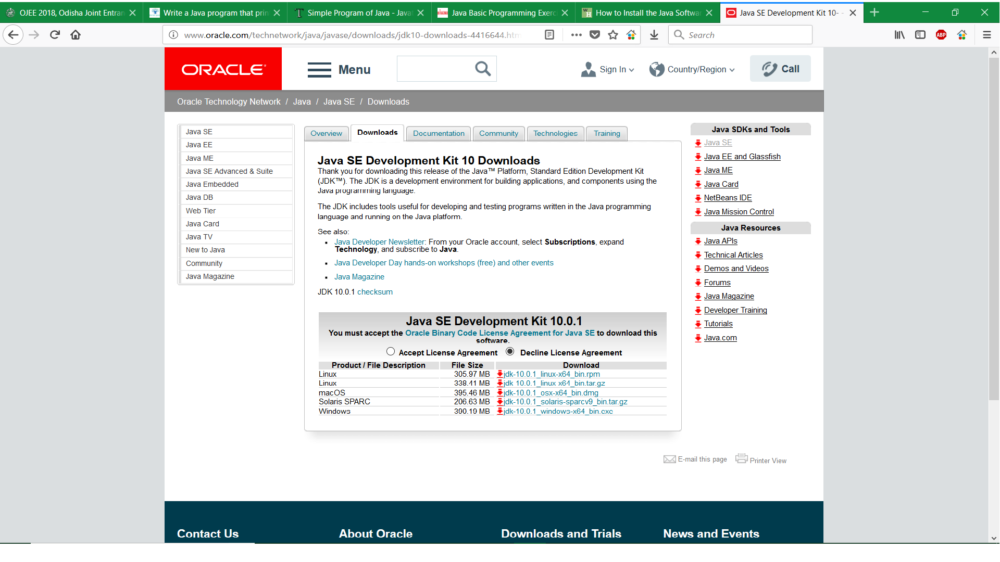 OJEE 2018, Odisha Joint Entran
Write a Java program that prin
Simple Program of Java - Java
Java Basic Programming Exerc
How to Install the Java Softwar
Java SE Development Kit 10-
www.oracle.com/technetwork/java/javase/downloads/jdk10-downloads-4416644.htm
Search
ABP
ORACLE
Menu
Sign In
Country/Region
Call
Oracle Technology Network / Java / Java SE / Downloads
Java SE
Java EE
Java ME
Java SE Advanced & Suite
Java Embedded
Java DB
Web Tier
Java Card
Java TV
New to Java
Community
Java Magazine
Overview
Downloads
Documentation
Community
Technologies
Training
Java SE Development Kit 10 Downloads
Thank you for downloading this release of the Java™ Platform, Standard Edition Development Kit
(JDK™). The JDK is a development environment for building applications, and components using the
Java programming language.
The JDK includes tools useful for developing and testing programs written in the Java programming
language and running on the Java platform.
See also:
Java Developer Newsletter: From your Oracle account, select Subscriptions, expand
Technology, and subscribe to Java.
Java Developer Day hands-on workshops (free) and other events
Java Magazine
JDK 10.0.1 checksum
Java SE Development Kit 10.0.1
You must accept the Oracle Binary Code License Agreement for Java SE to download this
software.
Accept License Agreement Decline License Agreement
Product / File Description File Size Download
Linux 305.97 MB jdk-10.0.1_linux-x64_bin.rpm
Linux 338.41 MB jdk-10.0.1_linux-x64_bin.tar.gz
macOS 395.46 MB jdk-10.0.1_osx-x64_bin.dmg
Solaris SPARC 206.63 MB jdk-10.0.1_solaris-sparcv9_bin.tar.gz
Windows 390.19 MB jdk-10.0.1_windows-x64_bin.exe
Java SDKs and Tools
Java SE
Java EE and Glassfish
Java ME
Java Card
NetBeans IDE
Java Mission Control
Java Resources
Java APIs
Technical Articles
Demos and Videos
Forums
Java Magazine
Developer Training
Tutorials
Java.com
E-mail this page
Printer View
Contact Us
About Oracle
Downloads and Trials
News and Events